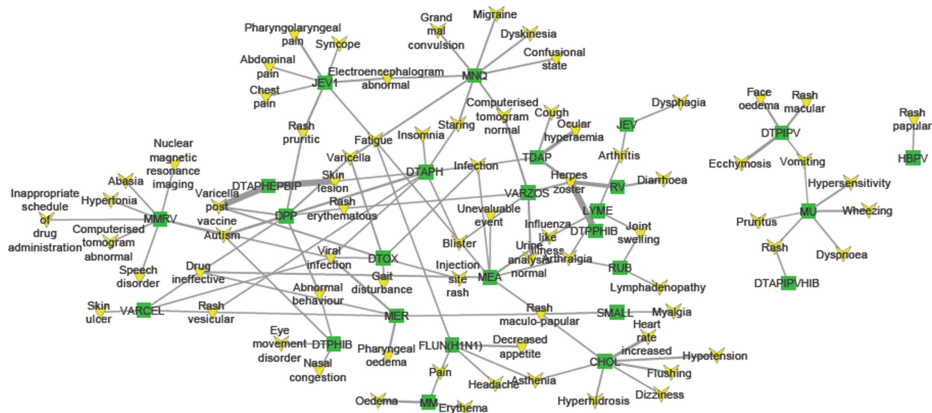 Grand
mal
convulsion
Migraine
Dyskinesia
Confusional
state
Pharyngolaryngeal
pain
Syncope
Abdominal
pain
Chest
pain
JEV1
Electroencephalogram
abnormal
MNQ
Rash
pruritic
Fatigue
Insomnia
Staring
Computerised
tomogram
normal
Cough
Ocular
hyperaemia
TDAP
JEV
Dysphagia
Arthritis
Face
oedema
Rash
macular
DTPIPV
Ecchymosis
Vomiting
Rash
papular
HBPV
Nuclear
magnetic
resonance
imaging
Abasia
Hypertonia
Inappropriate
schedule
of
drug
administration
MMRV
Computerised
tomogram
abnormal
Speech
disorder
Varicella
Varicella
post
vaccine
DTAPHEPBIP
Skin
lesion
DTAPH
Infection
Herpes
zoster
RV
Diarrhoea
Hypersensitivity
MU
Wheezing
Pruritus
Rash
Dyspnoea
DTAPIPVHIB
DPP
Rash
erythematous
VARZOS
LYME
Autism
Unevaluable
event
Influenza
like
illness
DTPPHIB
Joint
swelling
Blister
Urine
analysis
normal
Arthralgia
RUB
Lymphadenopathy
Drug
ineffective
Viral
infection
DTOX
Gait
disturbance
Injection
site
rash
MEA
Skin
ulcer
VARCEL
Rash
vesicular
Abnormal
behaviour
MER
Rash
maculo-papular
SMALL
Myalgia
Eye
movement
disorder
DTPHIB
Nasal
congestion
Pharyngeal
oedema
FLUN(H1N1)
Decreased
appetite
CHOL
Heart
rate
increased
Hypotension
Flushing
Dizziness
Hyperhidrosis
Pain
Headache
Asthenia
Oedema
MM
Erythema